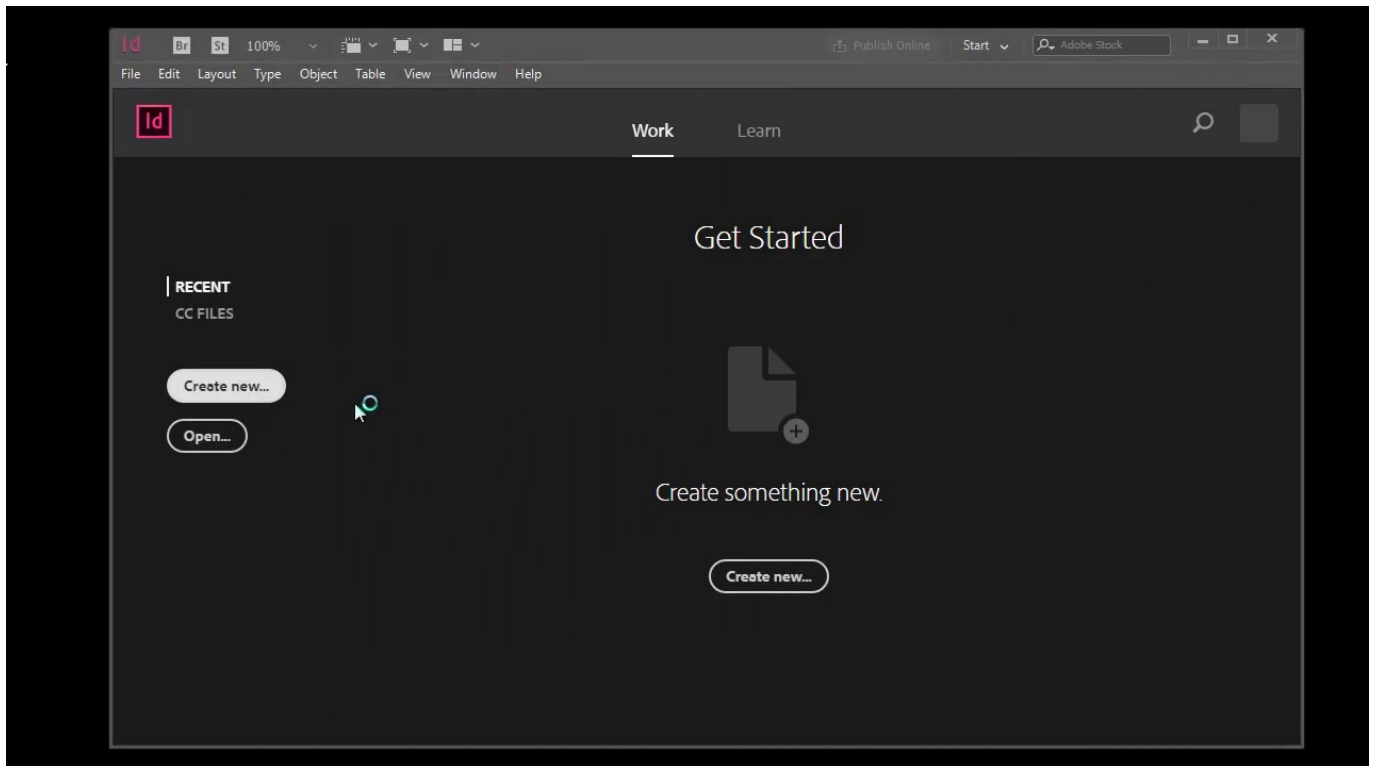 Id Br St 100% Publish Online Start Adobe Stock
File Edit Layout Type Object Table View Window Help
Id
Work Learn
Get Started
RECENT
CC FILES
Create new...
Open...
Create something new.
Create new...